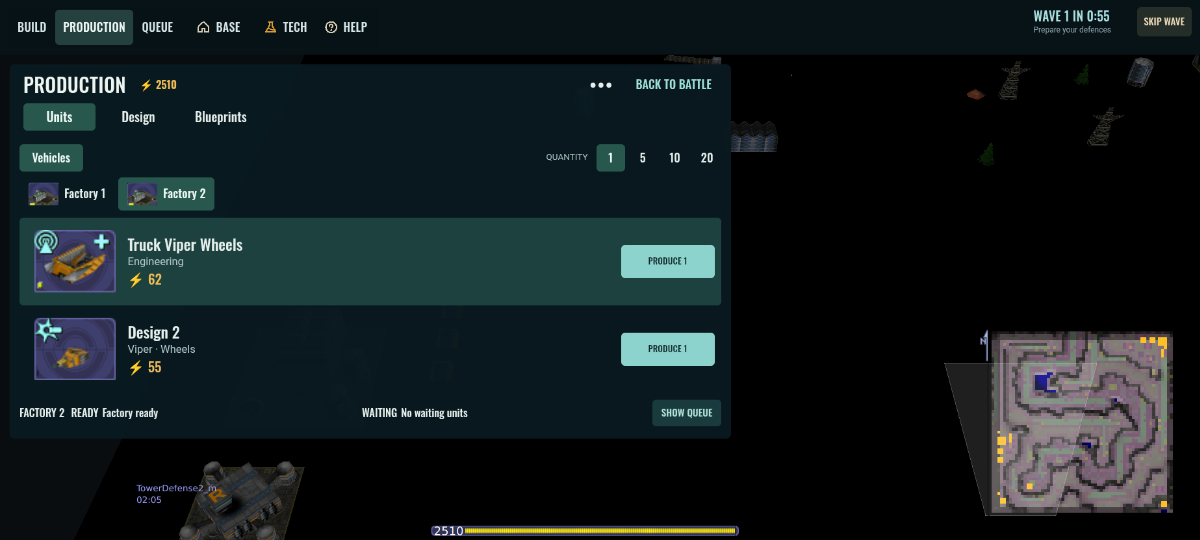 BUILD PRODUCTION QUEUE BASE TECH HELP
WAVE 1 IN 0:55
Prepare your defences
SKIP WAVE
PRODUCTION 2510
BACK TO BATTLE
Units Design Blueprints
Vehicles
QUANTITY 1 5 10 20
Factory 1 Factory 2
Truck Viper Wheels
Engineering
62
PRODUCE 1
Design 2
Viper · Wheels
55
PRODUCE 1
FACTORY 2 READY Factory ready
WAITING No waiting units
SHOW QUEUE
TowerDefense2_m
02:05
2510
N